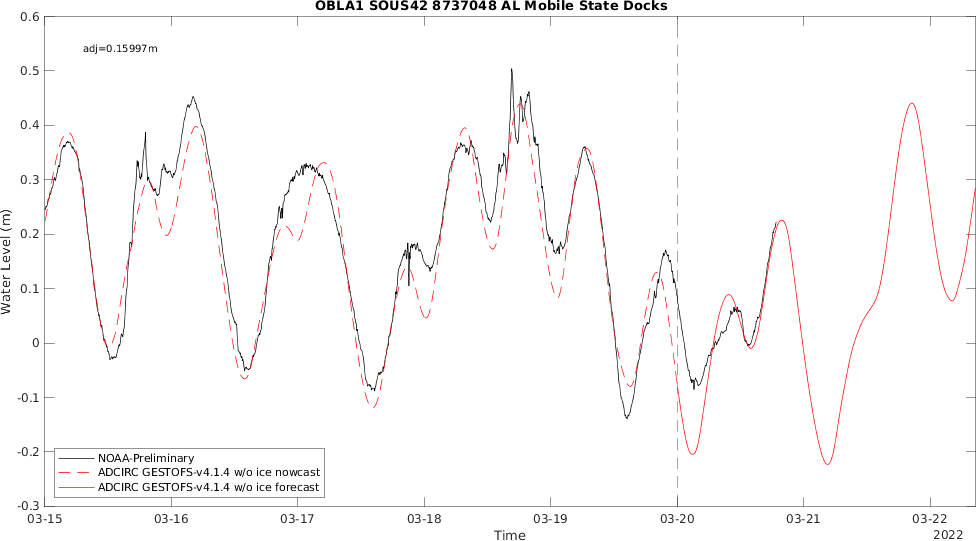 OBLA1 SOUS42 8737048 AL Mobile State Docks
adj=0.15997m
Water Level (m)
0.6
0.5
0.4
0.3
0.2
0.1
0
-0.1
-0.2
-0.3
NOAA-Preliminary
ADCIRC GESTOFS-v4.1.4 w/o ice nowcast
ADCIRC GESTOFS-v4.1.4 w/o ice forecast
03-15 03-16 03-17 03-18 03-19 03-20 03-21 03-22
Time
2022